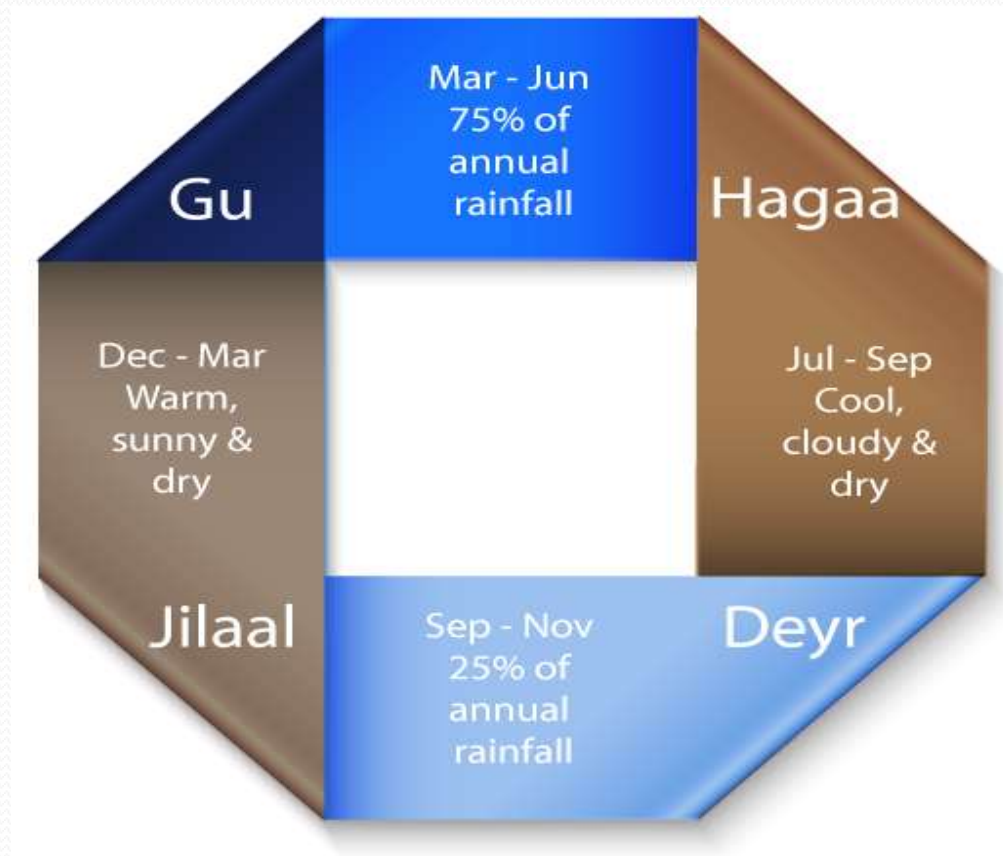 Gu
Mar - Jun
75% of
annual
rainfall
Hagaa
Jul - Sep
Cool,
cloudy &
dry
Deyr
Sep - Nov
25% of
annual
rainfall
Jilaal
Dec - Mar
Warm,
sunny &
dry